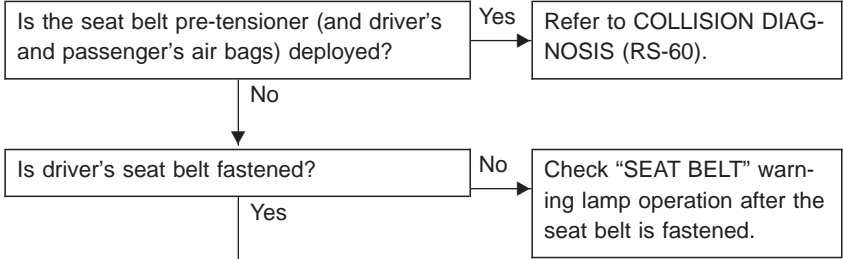 Is the seat belt pre-tensioner (and driver's
and passenger's air bags) deployed?
Yes
Refer to COLLISION DIAG-
NOSIS (RS-60).
No
Is driver's seat belt fastened?
No
Check “SEAT BELT” warn-
ing lamp operation after the
seat belt is fastened.
Yes